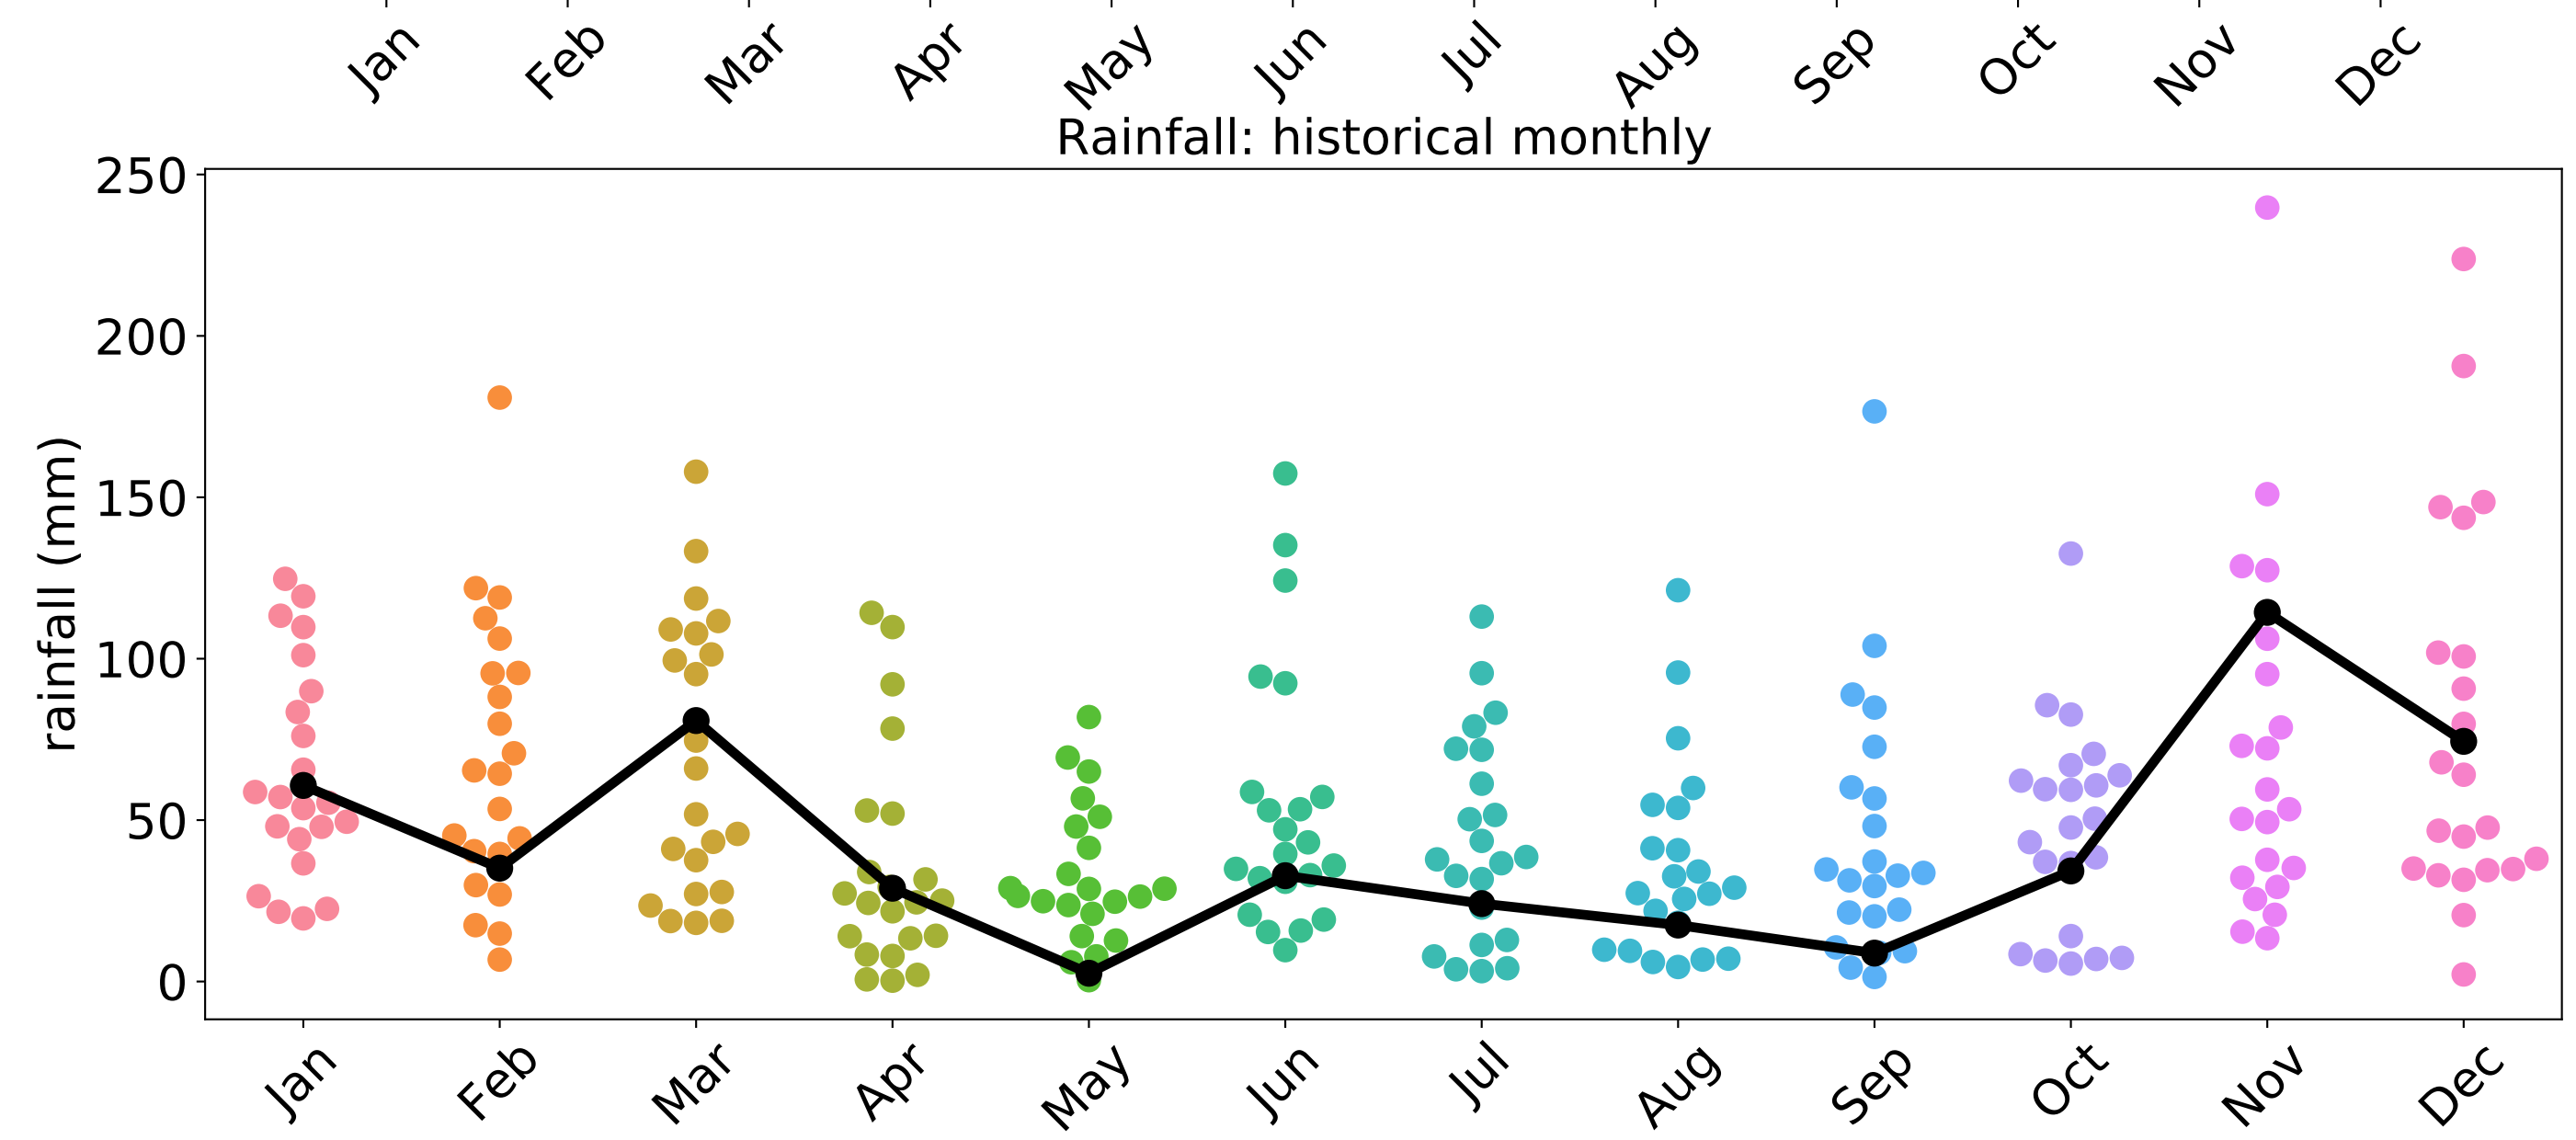 Jan Feb Mar Apr May Jun Jul Aug Sep Oct Nov Dec
Rainfall: historical monthly
250
200
150
100
50
0
rainfall (mm)
Jan Feb Mar Apr May Jun Jul Aug Sep Oct Nov Dec